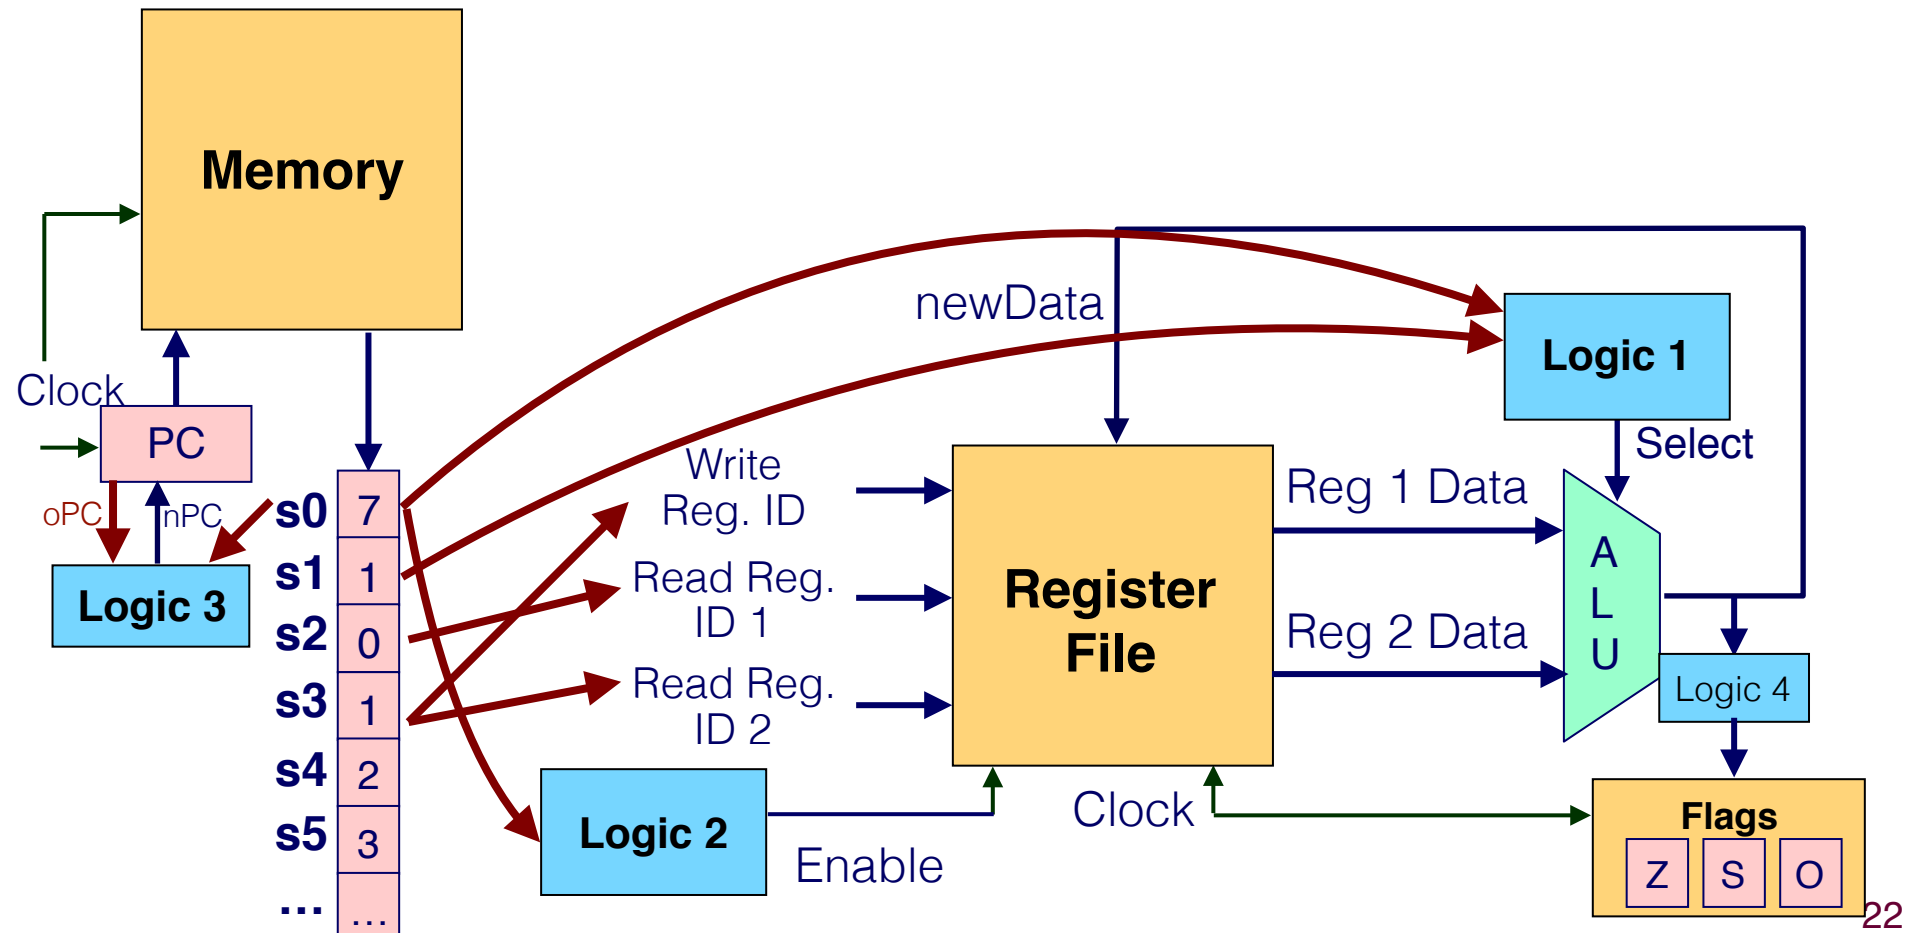 Memory
newData
Logic 1
Clock
PC
Select
oPC
nPC
Logic 3
s0 7
s1 1
s2 0
s3 1
s4 2
s5 3
... ...
Write
Reg. ID
Read Reg.
ID 1
Read Reg.
ID 2
Logic 2
Enable
Register
File
Clock
Reg 1 Data
Reg 2 Data
A
L
U
Logic 4
Flags
Z S O
22